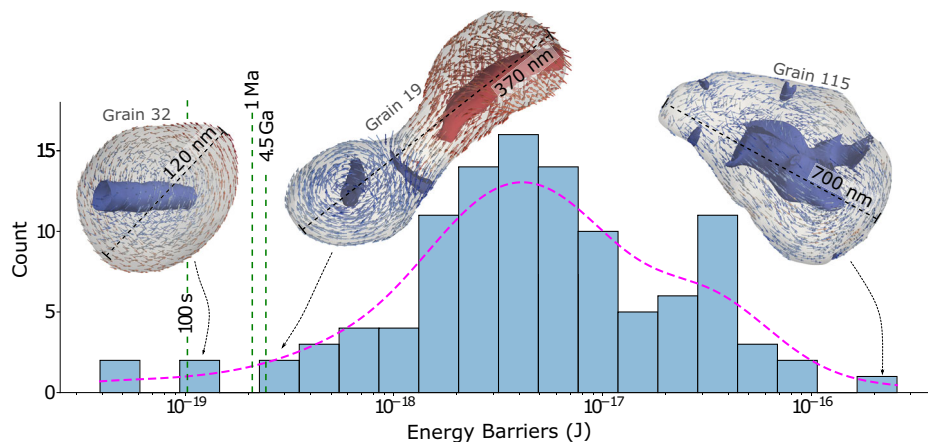 Grain 32
120 nm
100 s
1 Ma
4.5 Ga
Grain 19
370 nm
Grain 115
700 nm
Count
15
10
5
0
10⁻¹⁹
10⁻¹⁸
10⁻¹⁷
10⁻¹⁶
Energy Barriers (J)